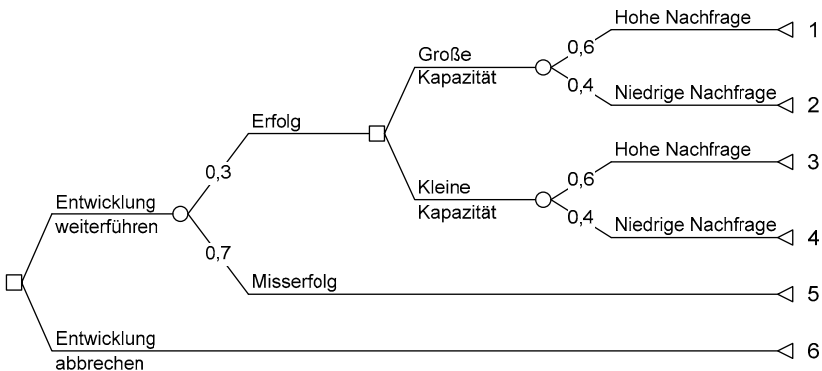 Hohe Nachfrage
1
0,6
Große
Kapazität
0,4
Niedrige Nachfrage
2
Erfolg
Hohe Nachfrage
3
0,3
0,6
Kleine
Kapazität
0,4
Niedrige Nachfrage
4
Entwicklung
weiterführen
0,7
Misserfolg
5
Entwicklung
abbrechen
6